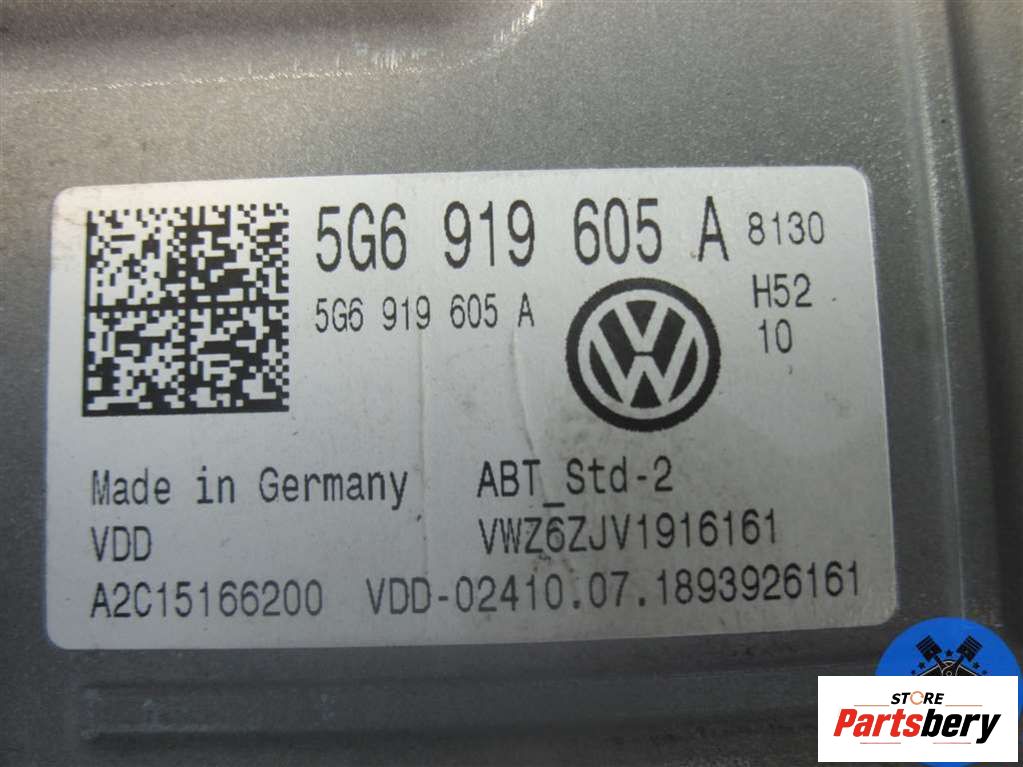 5G6 919 605 A 8130
5G6 919 605 A
H52
10
Made in Germany ABT_Std-2
VDD VWZ6ZJV1916161
A2C15166200 VDD-02410.07.1893926161
STORE
Partsbery